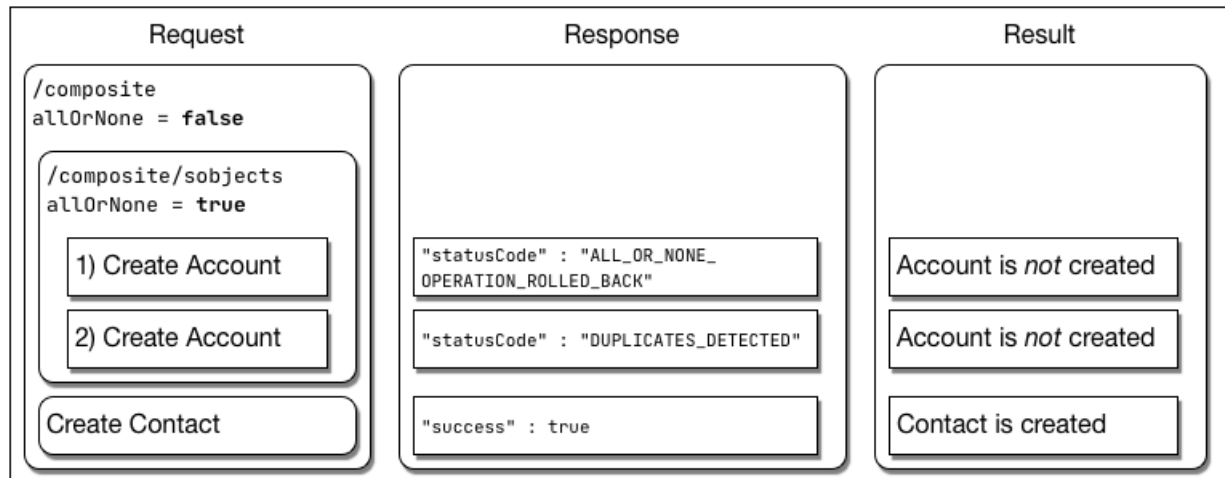 Request
Response
Result
/composite
allOrNone = false
/composite/sobjects
allOrNone = true
1) Create Account
"statusCode" : "ALL_OR_NONE_
OPERATION_ROLLED_BACK"
Account is not created
2) Create Account
"statusCode" : "DUPLICATES_DETECTED"
Account is not created
Create Contact
"success" : true
Contact is created